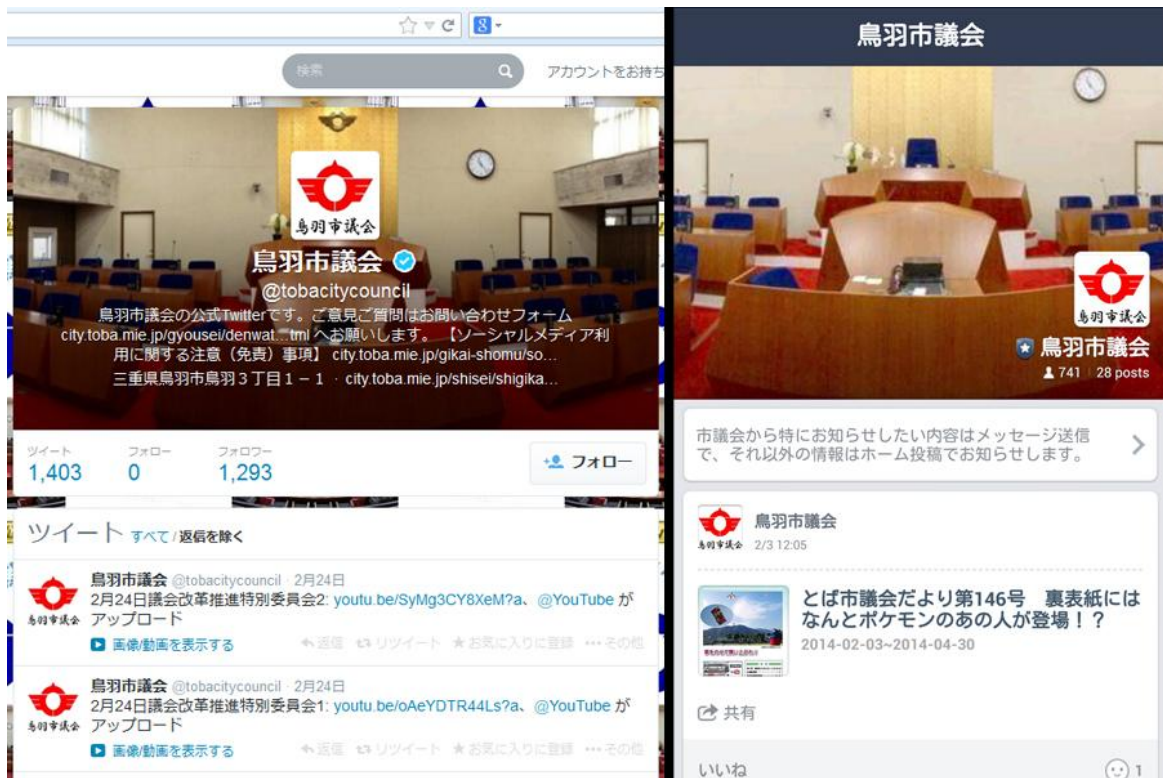 検索
アカウントをお持ち
鳥羽市議会
鳥羽市議会
@tobacitycouncil
鳥羽市議会の公式Twitterです。ご意見ご質問はお問い合わせフォーム
city.toba.mie.jp/gyousei/denwat...tml へお願いします。【ソーシャルメディア利
用に関する注意（免責）事項】 city.toba.mie.jp/gikai-shomu/so...
三重県鳥羽市鳥羽３丁目１－１ · city.toba.mie.jp/shisei/shigika...
ツイート フォロー フォロワー
1,403 0 1,293
フォロー
ツイート すべて / 返信を除く
鳥羽市議会
鳥羽市議会 @tobacitycouncil · 2月24日
2月24日議会改革推進特別委員会2: youtu.be/SyMg3CY8XeM?a、@YouTube が
アップロード
画像/動画を表示する 返信 リツイート お気に入りに登録 その他
鳥羽市議会
鳥羽市議会 @tobacitycouncil · 2月24日
2月24日議会改革推進特別委員会1: youtu.be/oAeYDTR44Ls?a、@YouTube が
アップロード
画像/動画を表示する 返信 リツイート お気に入りに登録 その他
鳥羽市議会
鳥羽市議会
鳥羽市議会
741 28 posts
市議会から特にお知らせしたい内容はメッセージ送信
で、それ以外の情報はホーム投稿でお知らせします。
鳥羽市議会
鳥羽市議会
2/3 12:05
とば市議会だより第146号 裏表紙には
なんとポケモンのあの人が登場！？
2014-02-03~2014-04-30
共有
いいね 1